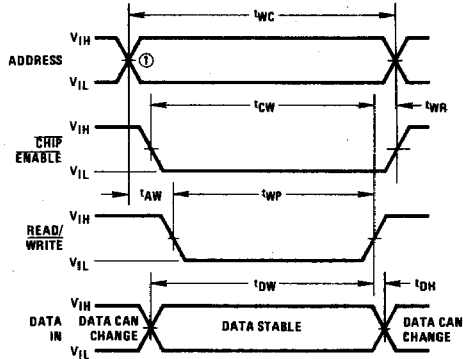 tWC
VIH
ADDRESS
①
VIL
tCW
tWR
VIH
CHIP
ENABLE
VIL
tAW
tWP
VIH
READ/
WRITE
VIL
tDW
tDH
VIH
DATA
IN
DATA CAN
CHANGE
DATA STABLE
DATA CAN
CHANGE
VIL